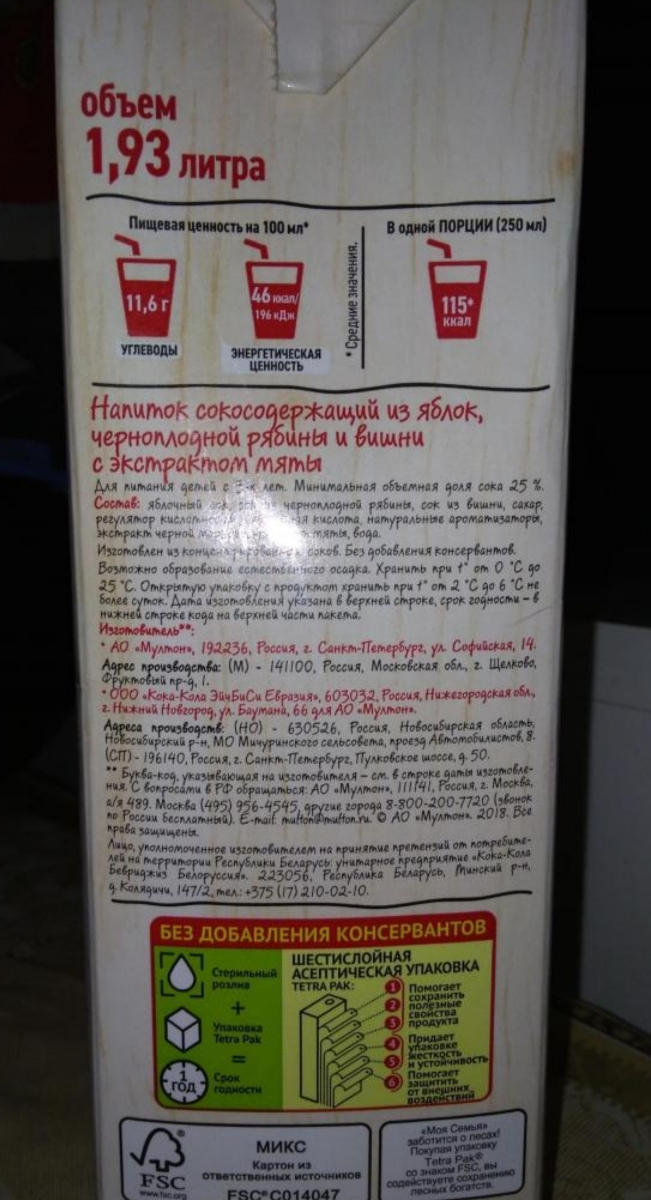 объем
1,93 литра
Пищевая ценность на 100 мл*
В одной ПОРЦИИ (250 мл)
11,6 г
УГЛЕВОДЫ
46 ккал/
196 кДж
ЭНЕРГЕТИЧЕСКАЯ
ЦЕННОСТЬ
*Средние значения.
115*
ккал
Напиток сокосодержащий из яблок,
черноплодной рябины и вишни
с экстрактом мяты
Для питания детей с 3-х лет. Минимальная объемная доля сока 25 %.
Состав: яблочный черноплодной рябины, сок из вишни, сахар,
регулятор кислотности кислота, натуральные ароматизаторы,
экстракт черной мяты, вода.
Изготовлен из концентрированных соков. Без добавления консервантов.
Возможно образование естественного осадка. Хранить при t° от 0 °С до
25 °С. Открытую упаковку с продуктом хранить при t° от 2 °С до 6 °С не
более суток. Дата изготовления указана в верхней строке, срок годности – в
нижней строке кода на верхней части пакета.
Изготовитель**:
* АО «Мултон», 192236, Россия, г. Санкт-Петербург, ул. Софийская, 14.
Адрес производства: (М) - 141100, Россия, Московская обл., г. Щелково,
Фруктовый пр-д, 1.
* ООО «Кока-Кола ЭйчБиСи Евразия», 603032, Россия, Нижегородская обл.,
г. Нижний Новгород, ул. Баумана, 66 для АО «Мултон».
Адреса производств: (НО) - 630526, Россия, Новосибирская область,
Новосибирский р-н, МО Мичуринского сельсовета, проезд Автомобилистов, 8.
(СП) - 196140, Россия, г. Санкт-Петербург, Пулковское шоссе, д. 50.
** Буква-код, указывающая на изготовителя – см. в строке даты изготовле-
ния. С вопросами в РФ обращаться: АО «Мултон», 111141, Россия, г. Москва,
а/я 489. Москва (495) 956-4545, другие города 8-800-200-7720 (звонок
по России бесплатный). E-mail: multon@multon.ru. © АО «Мултон». 2018. Все
права защищены.
Лицо, уполномоченное изготовителем на принятие претензий от потребите-
лей на территории Республики Беларусь: унитарное предприятие «Кока-Кола
Бевриджиз Белоруссия». 223056, Республика Беларусь, Минский р-н,
д. Колядичи, 147/2, тел.: +375 (17) 210-02-10.
БЕЗ ДОБАВЛЕНИЯ КОНСЕРВАНТОВ
Стерильный
розлив
+
Упаковка
Tetra Pak
=
1
ГОД
Срок
годности
ШЕСТИСЛОЙНАЯ
АСЕПТИЧЕСКАЯ УПАКОВКА
TETRA PAK:
1
2
3
Помогает
сохранить
полезные
свойства
продукта
4
5
Придает
упаковке
жесткость
и устойчивость
6
Помогает
защитить
от внешних
воздействий
FSC
www.fsc.org
МИКС
Картон из
ответственных источников
FSC® C014047
«Моя Семья»
заботится о лесах!
Покупая упаковку
Tetra Pak®
со знаком FSC, вы
содействуете сохранению
лесных богатств.